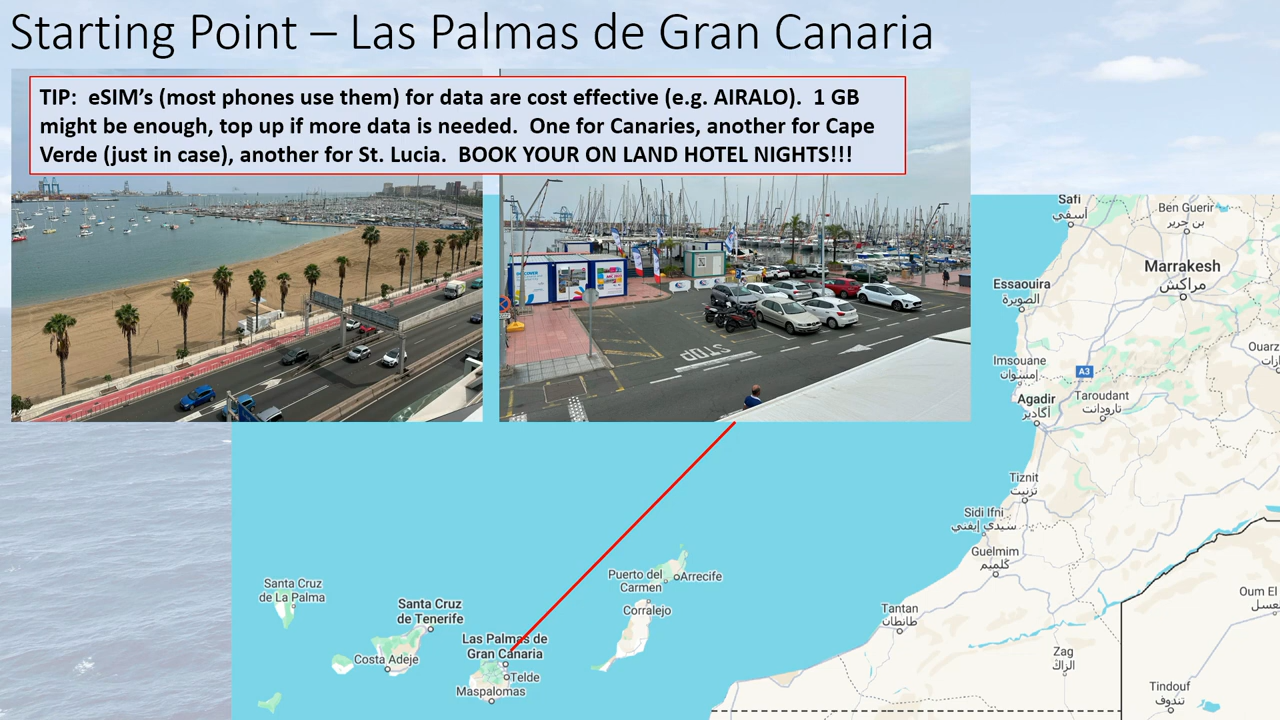 Starting Point – Las Palmas de Gran Canaria
TIP:  eSIM’s (most phones use them) for data are cost effective (e.g. AIRALO).  1 GB
might be enough, top up if more data is needed.  One for Canaries, another for Cape
Verde (just in case), another for St. Lucia.  BOOK YOUR ON LAND HOTEL NIGHTS!!!
STOP
Safi
آسفي
Ben Guerir
بن جرير
Marrakesh
مراكش
Essaouira
الصويرة
Imsouane
إمسوان
A3
Agadir
أكادير
Taroudant
تارودانت
Ouarz
Tiznit
تزنيت
Sidi Ifni
سيدي إفني
Guelmim
كلميم
Puerto del
Carmen
Arrecife
Corralejo
Santa Cruz
de La Palma
Santa Cruz
de Tenerife
Costa Adeje
Las Palmas de
Gran Canaria
Telde
Maspalomas
Tantan
طانطان
Oum El
Zag
الزاك
Tindouf
تندوف